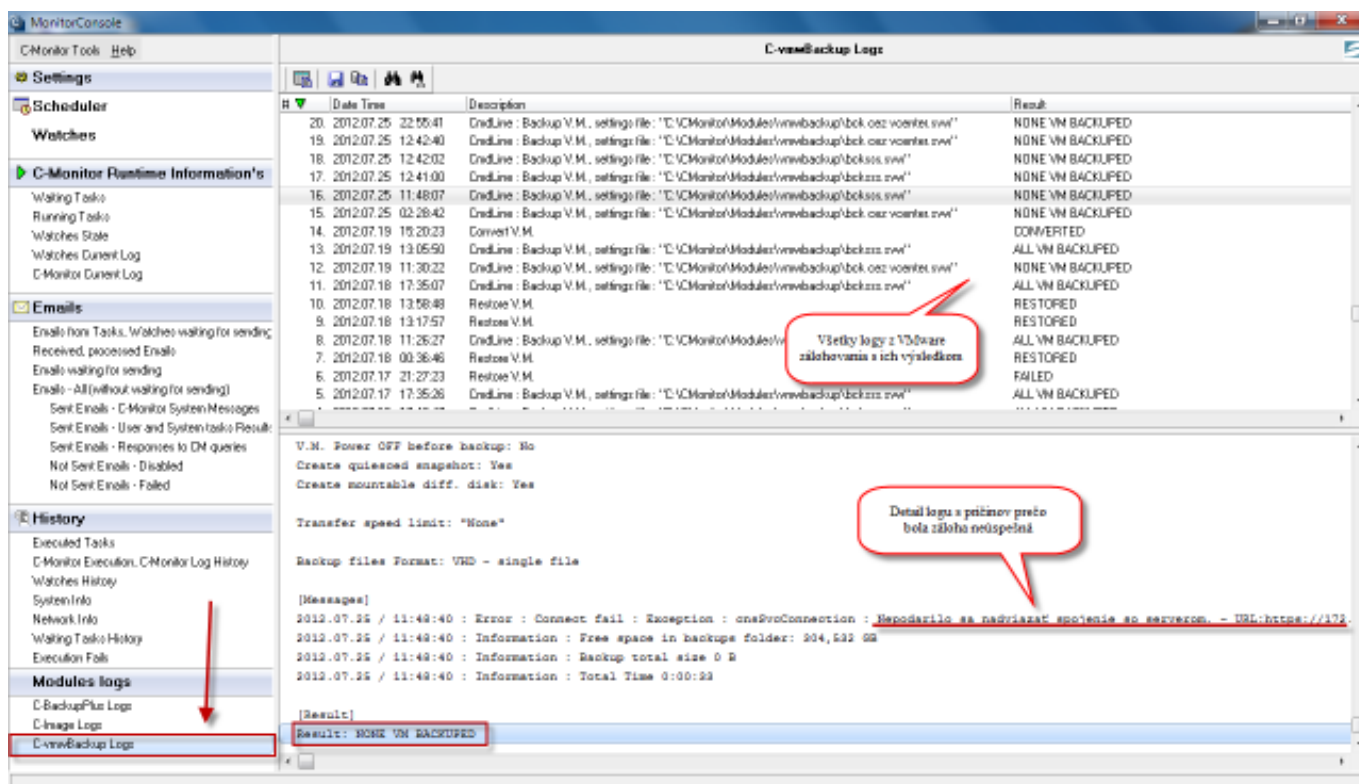 MonitorConsole
C-Monitor Tools Help
C-vmwBackup Logs
Settings
Scheduler
Watches
C-Monitor Runtime Information's
Waiting Tasks
Running Tasks
Watches State
Watches Current Log
C-Monitor Current Log
Emails
Emails from Tasks, Watches waiting for sending
Received, processed Emails
Emails waiting for sending
Emails - All (without waiting for sending)
Sent Emails - C-Monitor System Messages
Sent Emails - User and System tasks Results
Sent Emails - Responses to CM queries
Not Sent Emails - Disabled
Not Sent Emails - Failed
History
Executed Tasks
C-Monitor Execution, C-Monitor Log History
Watches History
System Info
Network Info
Waiting Tasks History
Execution Fails
Modules logs
C-BackupPlus Logs
C-Image Logs
C-vmwBackup Logs
# Date Time Description Result
20. 2012.07.25 22:55:41 CmdLine : Backup V.M., settings file : "C:\CMonitor\Modules\vmwbackup\bck oez vcenter.svw" NONE VM BACKUPED
19. 2012.07.25 12:42:40 CmdLine : Backup V.M., settings file : "C:\CMonitor\Modules\vmwbackup\bck oez vcenter.svw" NONE VM BACKUPED
18. 2012.07.25 12:42:02 CmdLine : Backup V.M., settings file : "C:\CMonitor\Modules\vmwbackup\bcksos.svw" NONE VM BACKUPED
17. 2012.07.25 12:41:00 CmdLine : Backup V.M., settings file : "C:\CMonitor\Modules\vmwbackup\bcksos.svw" NONE VM BACKUPED
16. 2012.07.25 11:48:07 CmdLine : Backup V.M., settings file : "C:\CMonitor\Modules\vmwbackup\bcksos.svw" NONE VM BACKUPED
15. 2012.07.25 02:28:42 CmdLine : Backup V.M., settings file : "C:\CMonitor\Modules\vmwbackup\bck oez vcenter.svw" NONE VM BACKUPED
14. 2012.07.19 15:20:23 Convert V.M. CONVERTED
13. 2012.07.19 13:05:50 CmdLine : Backup V.M., settings file : "C:\CMonitor\Modules\vmwbackup\bckszs.svw" ALL VM BACKUPED
12. 2012.07.19 11:30:22 CmdLine : Backup V.M., settings file : "C:\CMonitor\Modules\vmwbackup\bck oez vcenter.svw" NONE VM BACKUPED
11. 2012.07.18 17:35:07 CmdLine : Backup V.M., settings file : "C:\CMonitor\Modules\vmwbackup\bckszs.svw" ALL VM BACKUPED
10. 2012.07.18 13:58:48 Restore V.M. RESTORED
9. 2012.07.18 13:17:57 Restore V.M. RESTORED
8. 2012.07.18 11:26:27 CmdLine : Backup V.M., settings file : "C:\CMonitor\Modules\v ALL VM BACKUPED
7. 2012.07.18 00:36:46 Restore V.M. RESTORED
6. 2012.07.17 21:27:23 Restore V.M. FAILED
5. 2012.07.17 17:35:26 CmdLine : Backup V.M., settings file : "C:\CMonitor\Modules\vmwbackup\bckszs.svw" ALL VM BACKUPED
Všetky logy z VMware
zálohovania s ich výsledkom
V.M. Power OFF before backup: No
Create quiesced snapshot: Yes
Create mountable diff. disk: Yes
Transfer speed limit: "None"
Backup files Format: VHD - single file
Detail logu s príčinov prečo
bola záloha neúspešná
[Messages]
2012.07.25 / 11:48:40 : Error : Connect fail : Exception : cnsSvcConnection : Nepodarilo sa nadviazať spojenie so serverom. - URL:https://172.
2012.07.25 / 11:48:40 : Information : Free space in backups folder: 204,532 GB
2012.07.25 / 11:48:40 : Information : Backup total size 0 B
2012.07.25 / 11:48:40 : Information : Total Time 0:00:33
[Result]
Result: NONE VM BACKUPED